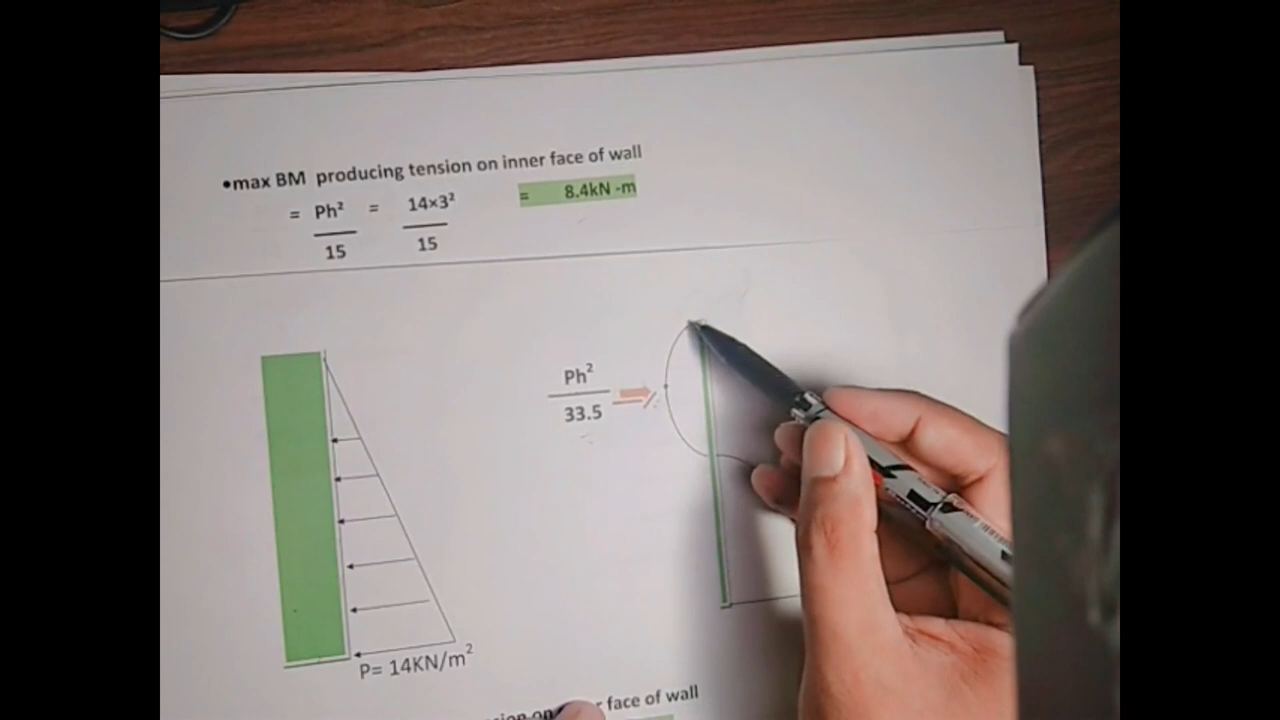 •max BM producing tension on inner face of wall
= Ph² = 14×3² = 8.4kN -m
15 15
Ph²
33.5
P= 14KN/m²
face of wall